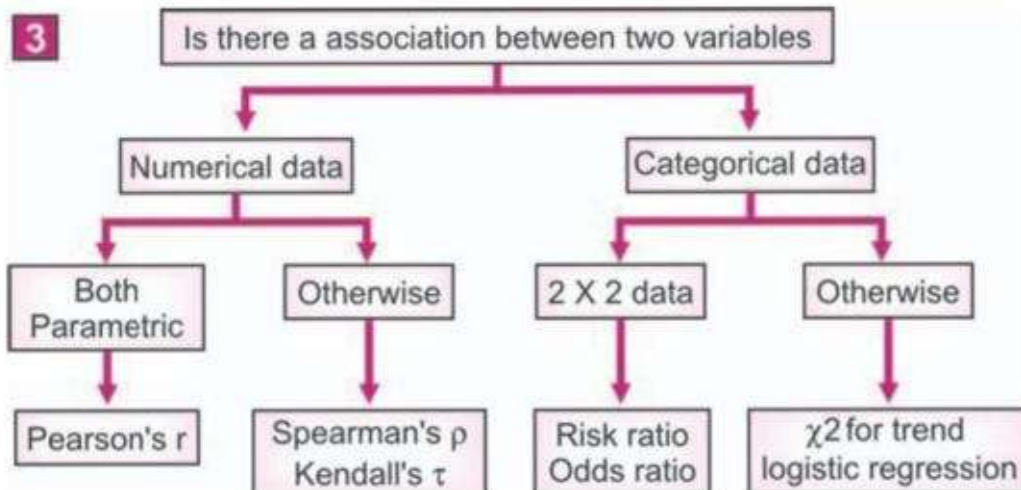 3
Is there a association between two variables
Numerical data
Categorical data
Both
Parametric
Otherwise
2 X 2 data
Otherwise
Pearson's r
Spearman's ρ
Kendall's τ
Risk ratio
Odds ratio
χ2 for trend
logistic regression